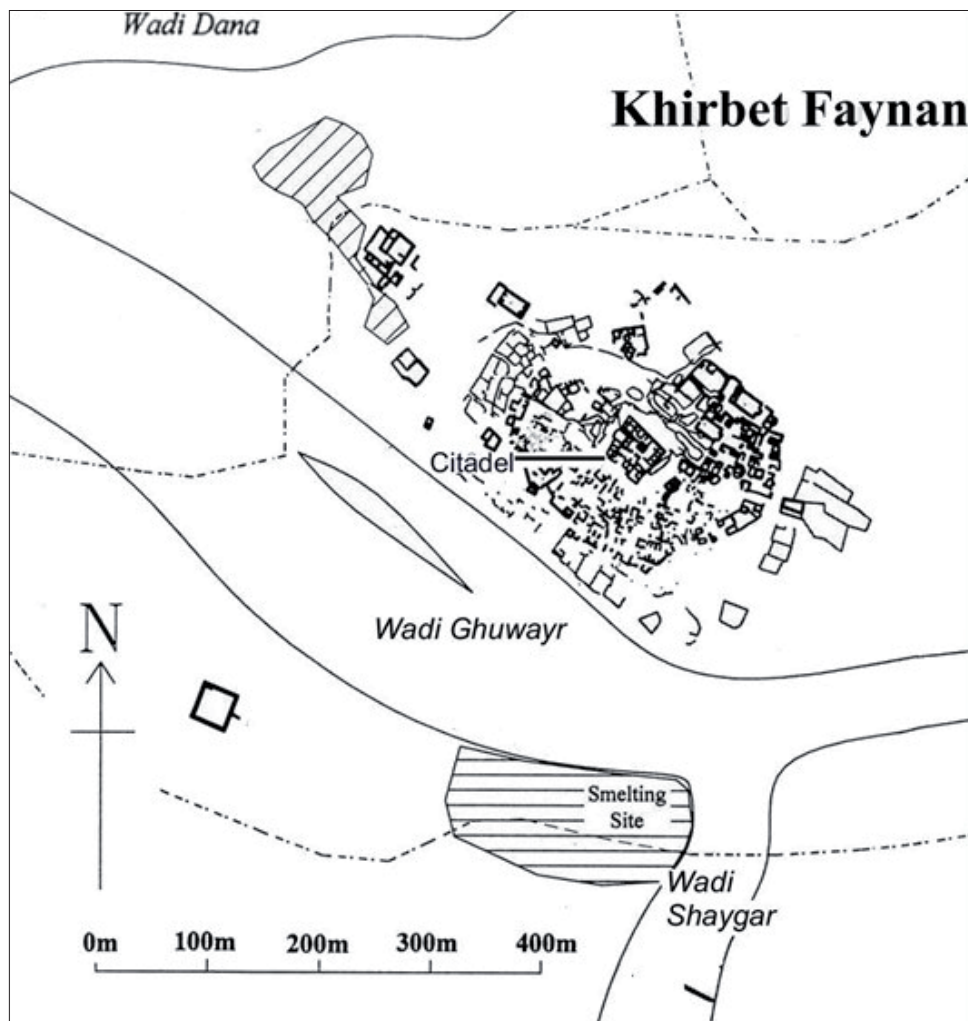 Wadi Dana
Khirbet Faynan
Citadel
Wadi Ghuwayr
N
Smelting
Site
Wadi
Shaygar
0m 100m 200m 300m 400m